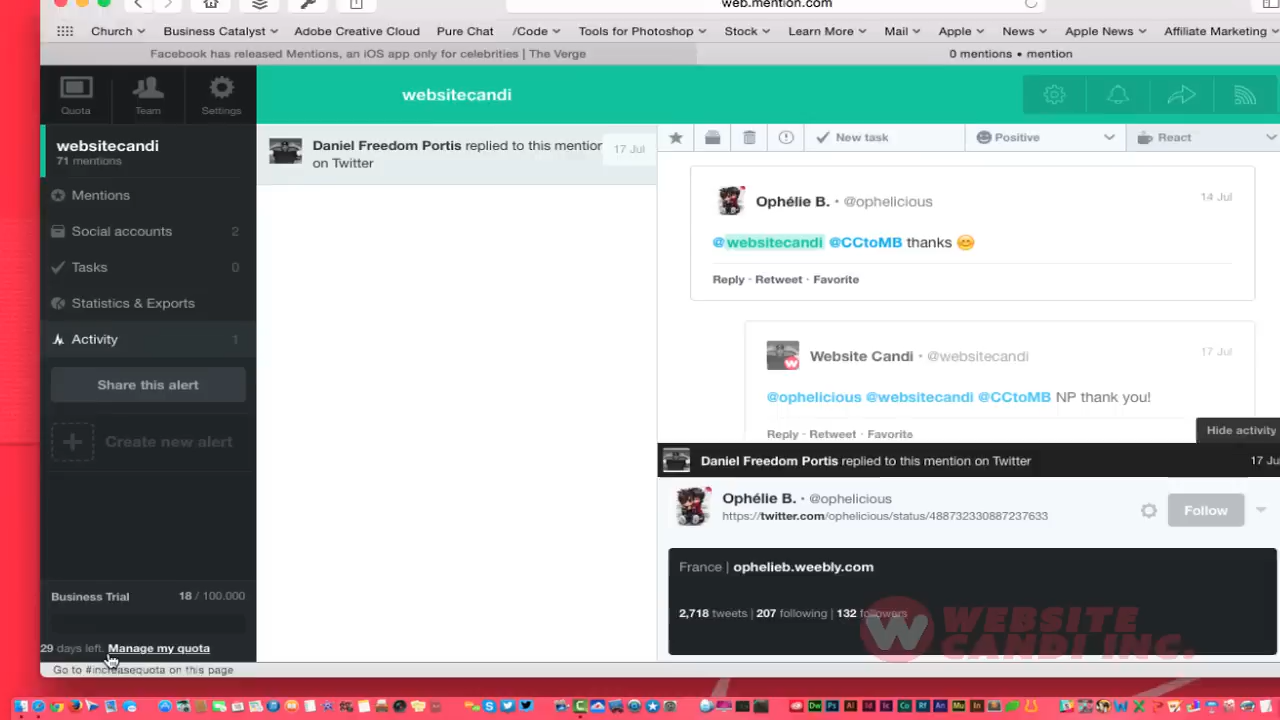 web.mention.com
Church Business Catalyst Adobe Creative Cloud Pure Chat /Code Tools for Photoshop Stock Learn More Mail Apple News Apple News Affiliate Marketing
Facebook has released Mentions, an iOS app only for celebrities | The Verge
0 mentions • mention
Quota Team Settings
websitecandi
websitecandi
71 mentions
Mentions
Social accounts 2
Tasks 0
Statistics & Exports
Activity 1
Share this alert
Create new alert
Business Trial 18 / 100.000
29 days left. Manage my quota
Go to #increasequota on this page
Daniel Freedom Portis replied to this mention
on Twitter
17 Jul
New task Positive React
Ophélie B. • @ophelicious 14 Jul
@websitecandi @CCtoMB thanks 😊
Reply · Retweet · Favorite
Website Candi • @websitecandi 17 Jul
@ophelicious @websitecandi @CCtoMB NP thank you!
Reply · Retweet · Favorite
Hide activity
Daniel Freedom Portis replied to this mention on Twitter 17 Ju
Ophélie B. • @ophelicious
https://twitter.com/ophelicious/status/488732330887237633
Follow
France | ophelieb.weebly.com
2,718 tweets | 207 following | 132 followers
WEBSITE
CANDI INC.